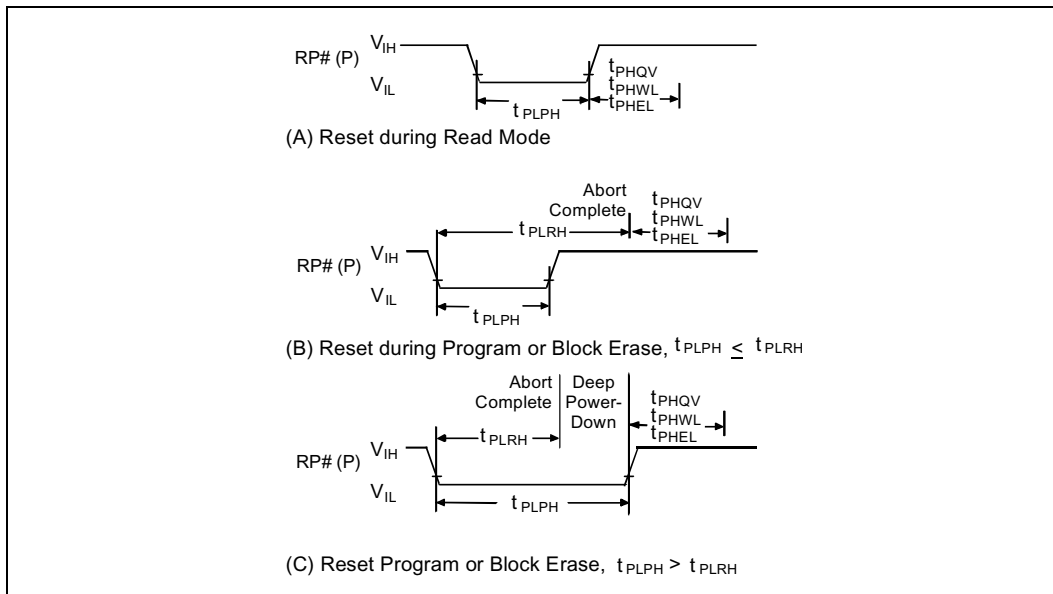 RP# (P)
VIH
VIL
tPLPH
tPHQV
tPHWL
tPHEL
(A) Reset during Read Mode
Abort
Complete
tPLRH
tPHQV
tPHWL
tPHEL
RP# (P)
VIH
VIL
tPLPH
(B) Reset during Program or Block Erase, tPLPH ≤ tPLRH
Abort
Complete
Deep
Power-
Down
tPHQV
tPHWL
tPHEL
tPLRH
RP# (P)
VIH
VIL
tPLPH
(C) Reset Program or Block Erase, tPLPH > tPLRH